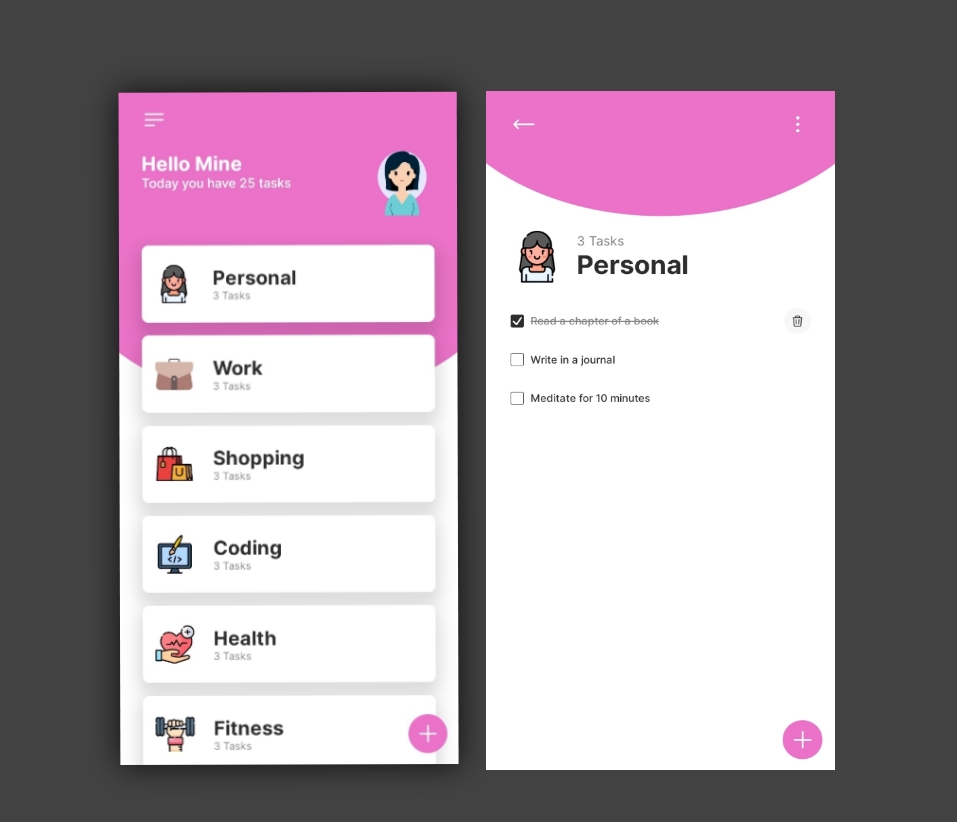 Hello Mine
Today you have 25 tasks
Personal
3 Tasks
Work
3 Tasks
Shopping
3 Tasks
Coding
3 Tasks
Health
3 Tasks
Fitness
3 Tasks
3 Tasks
Personal
Read a chapter of a book
Write in a journal
Meditate for 10 minutes